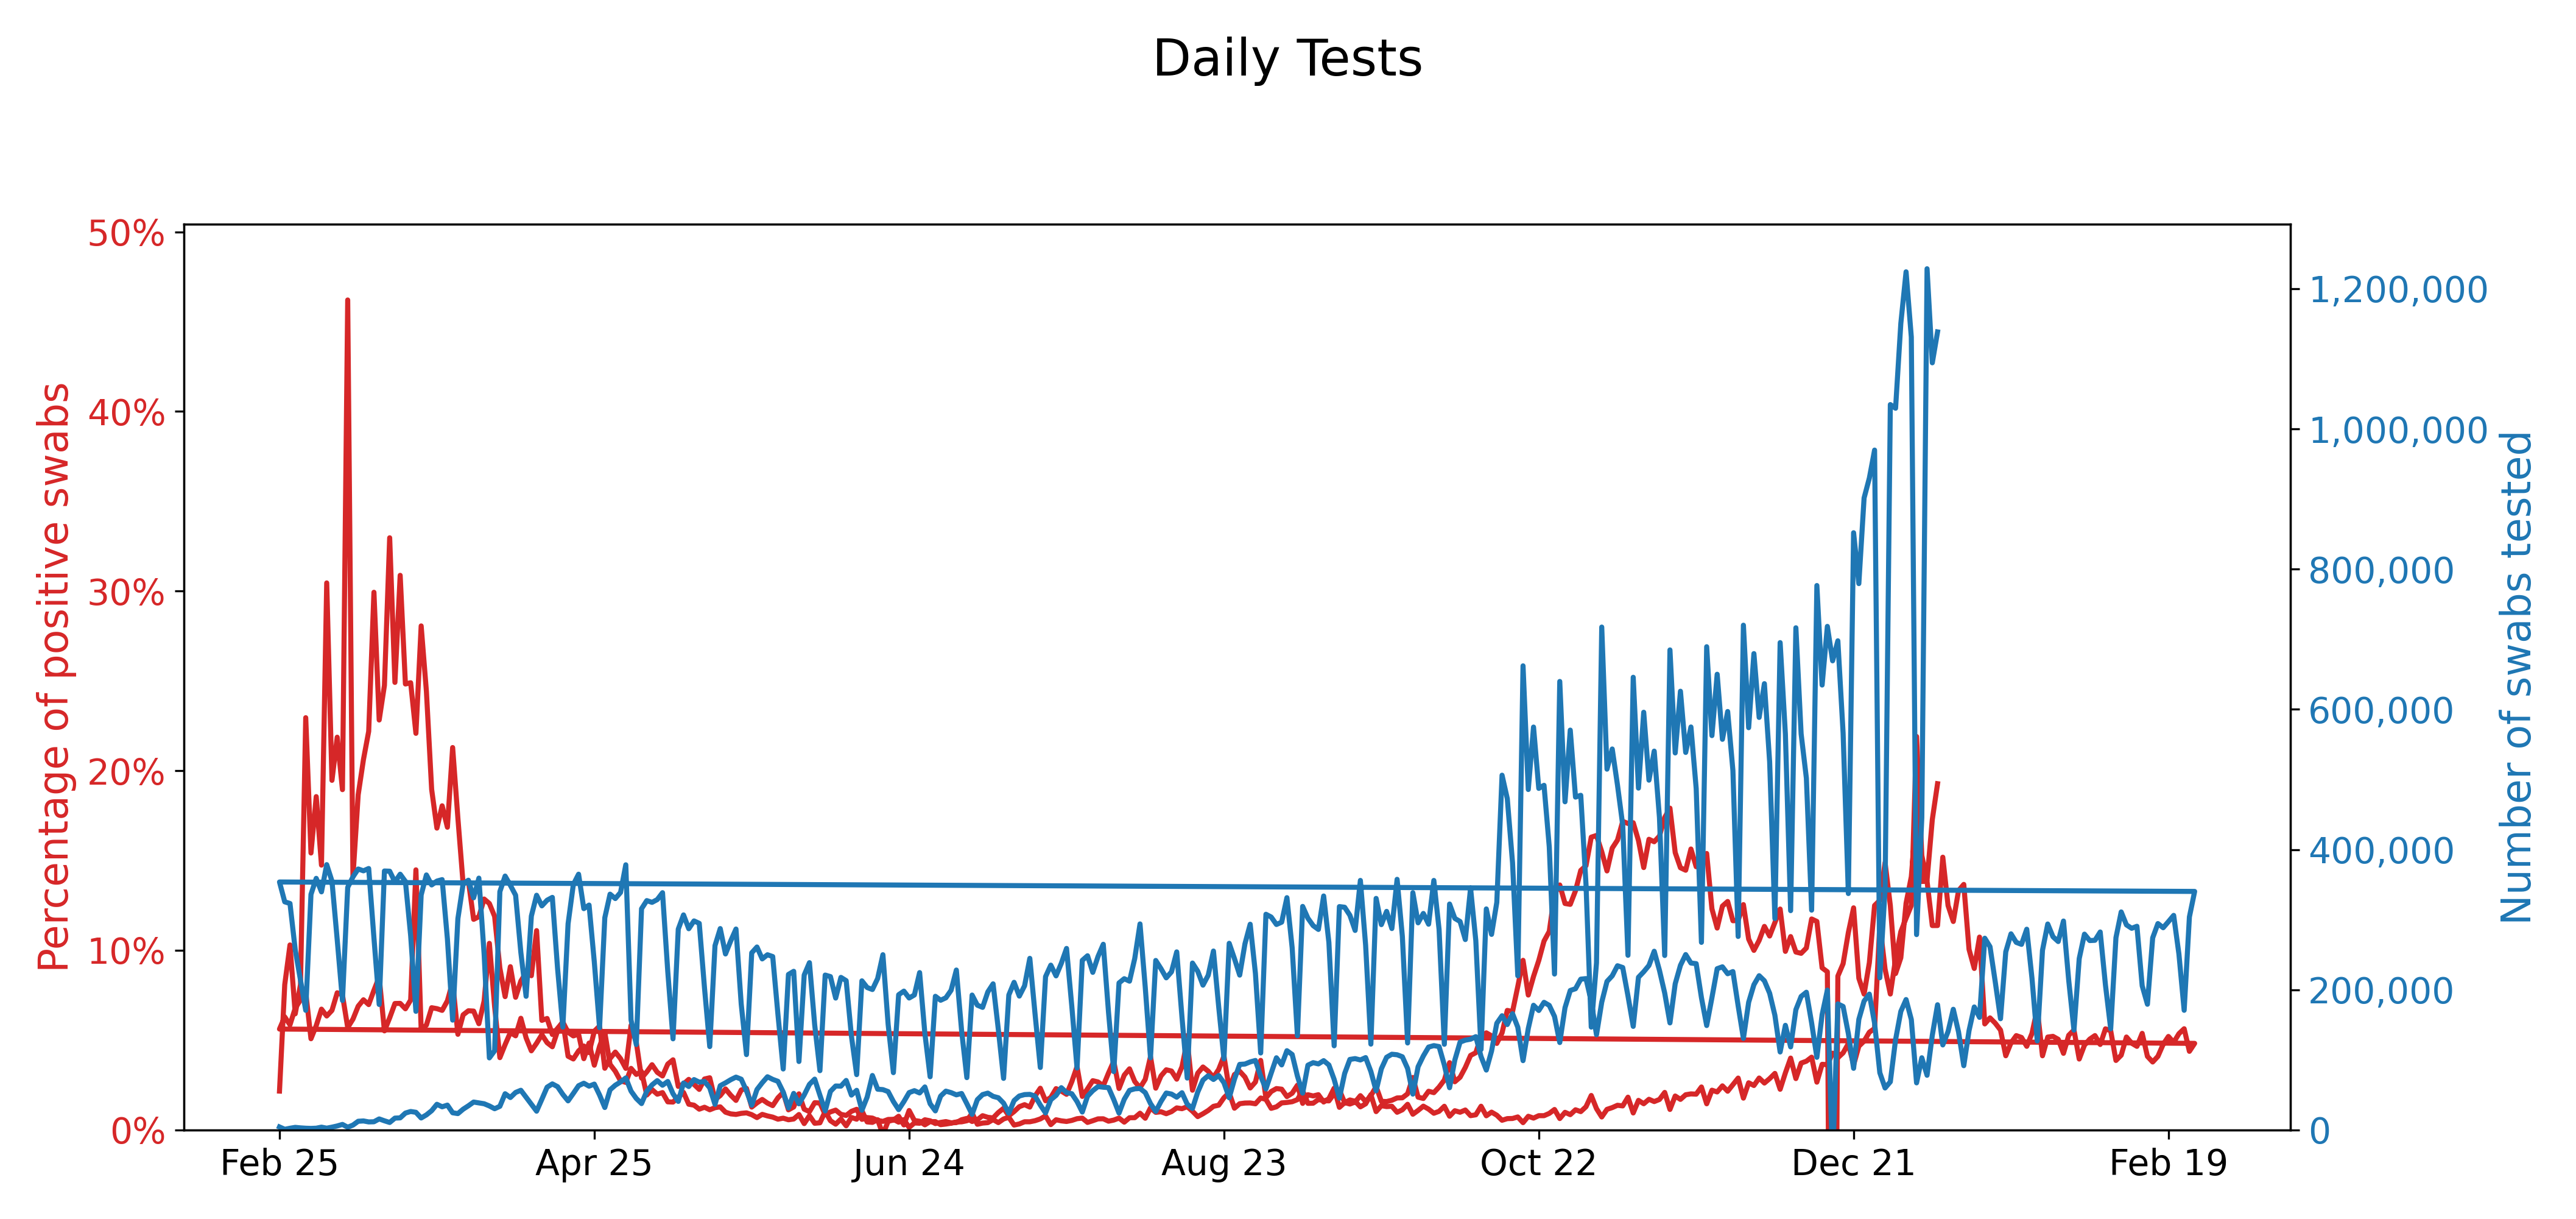 Daily Tests
50%
40%
30%
20%
10%
0%
Percentage of positive swabs
1,200,000
1,000,000
800,000
600,000
400,000
200,000
0
Number of swabs tested
Feb 25
Apr 25
Jun 24
Aug 23
Oct 22
Dec 21
Feb 19